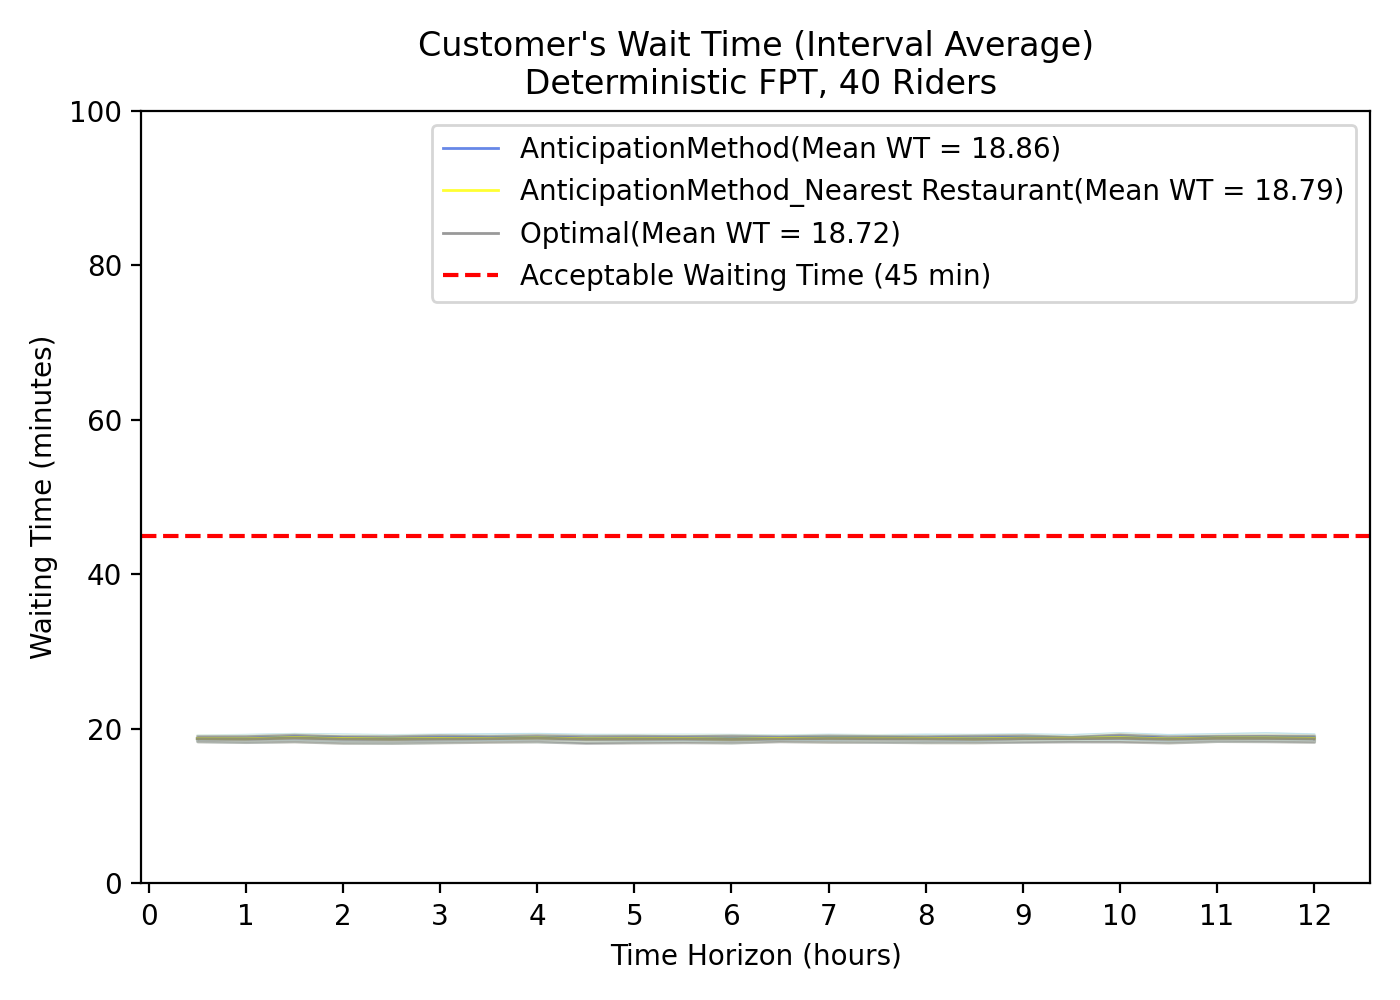 Customer's Wait Time (Interval Average)
Deterministic FPT, 40 Riders
100
80
60
40
20
0
Waiting Time (minutes)
AnticipationMethod(Mean WT = 18.86)
AnticipationMethod_Nearest Restaurant(Mean WT = 18.79)
Optimal(Mean WT = 18.72)
Acceptable Waiting Time (45 min)
0 1 2 3 4 5 6 7 8 9 10 11 12
Time Horizon (hours)